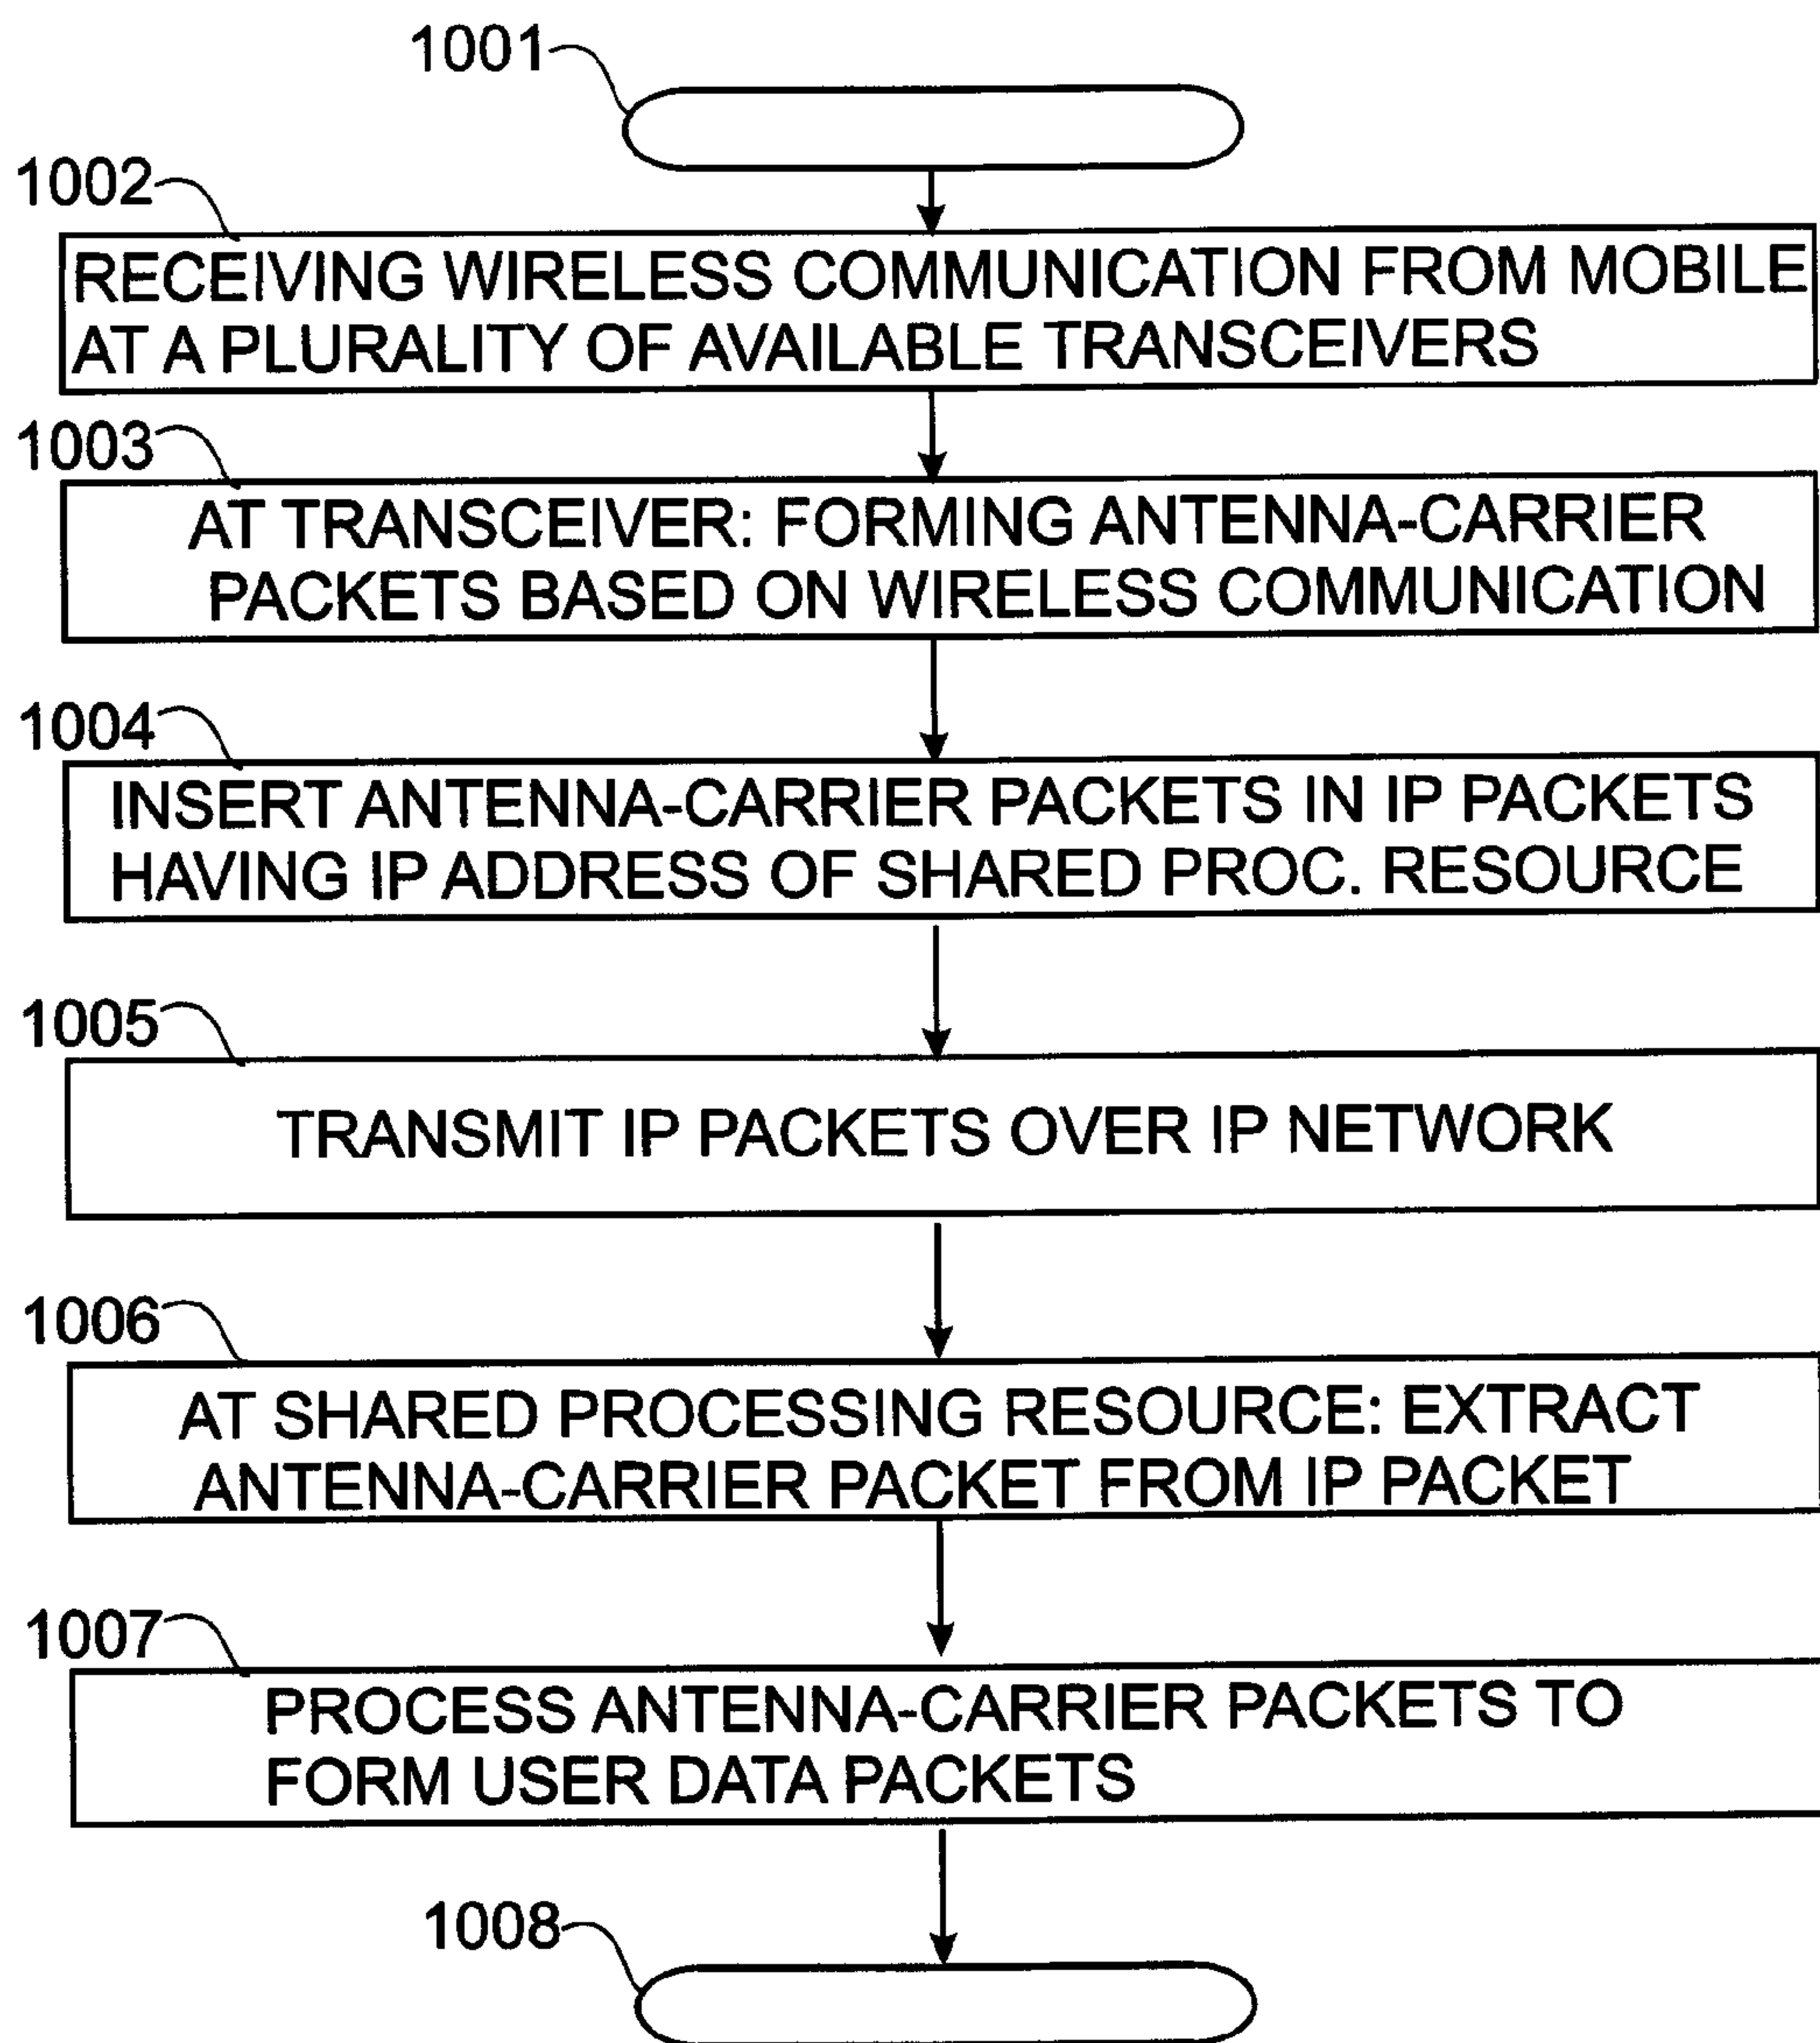 1001
1002
RECEIVING WIRELESS COMMUNICATION FROM MOBILE
AT A PLURALITY OF AVAILABLE TRANSCEIVERS
1003
AT TRANSCEIVER: FORMING ANTENNA-CARRIER
PACKETS BASED ON WIRELESS COMMUNICATION
1004
INSERT ANTENNA-CARRIER PACKETS IN IP PACKETS
HAVING IP ADDRESS OF SHARED PROC. RESOURCE
1005
TRANSMIT IP PACKETS OVER IP NETWORK
1006
AT SHARED PROCESSING RESOURCE: EXTRACT
ANTENNA-CARRIER PACKET FROM IP PACKET
1007
PROCESS ANTENNA-CARRIER PACKETS TO
FORM USER DATA PACKETS
1008